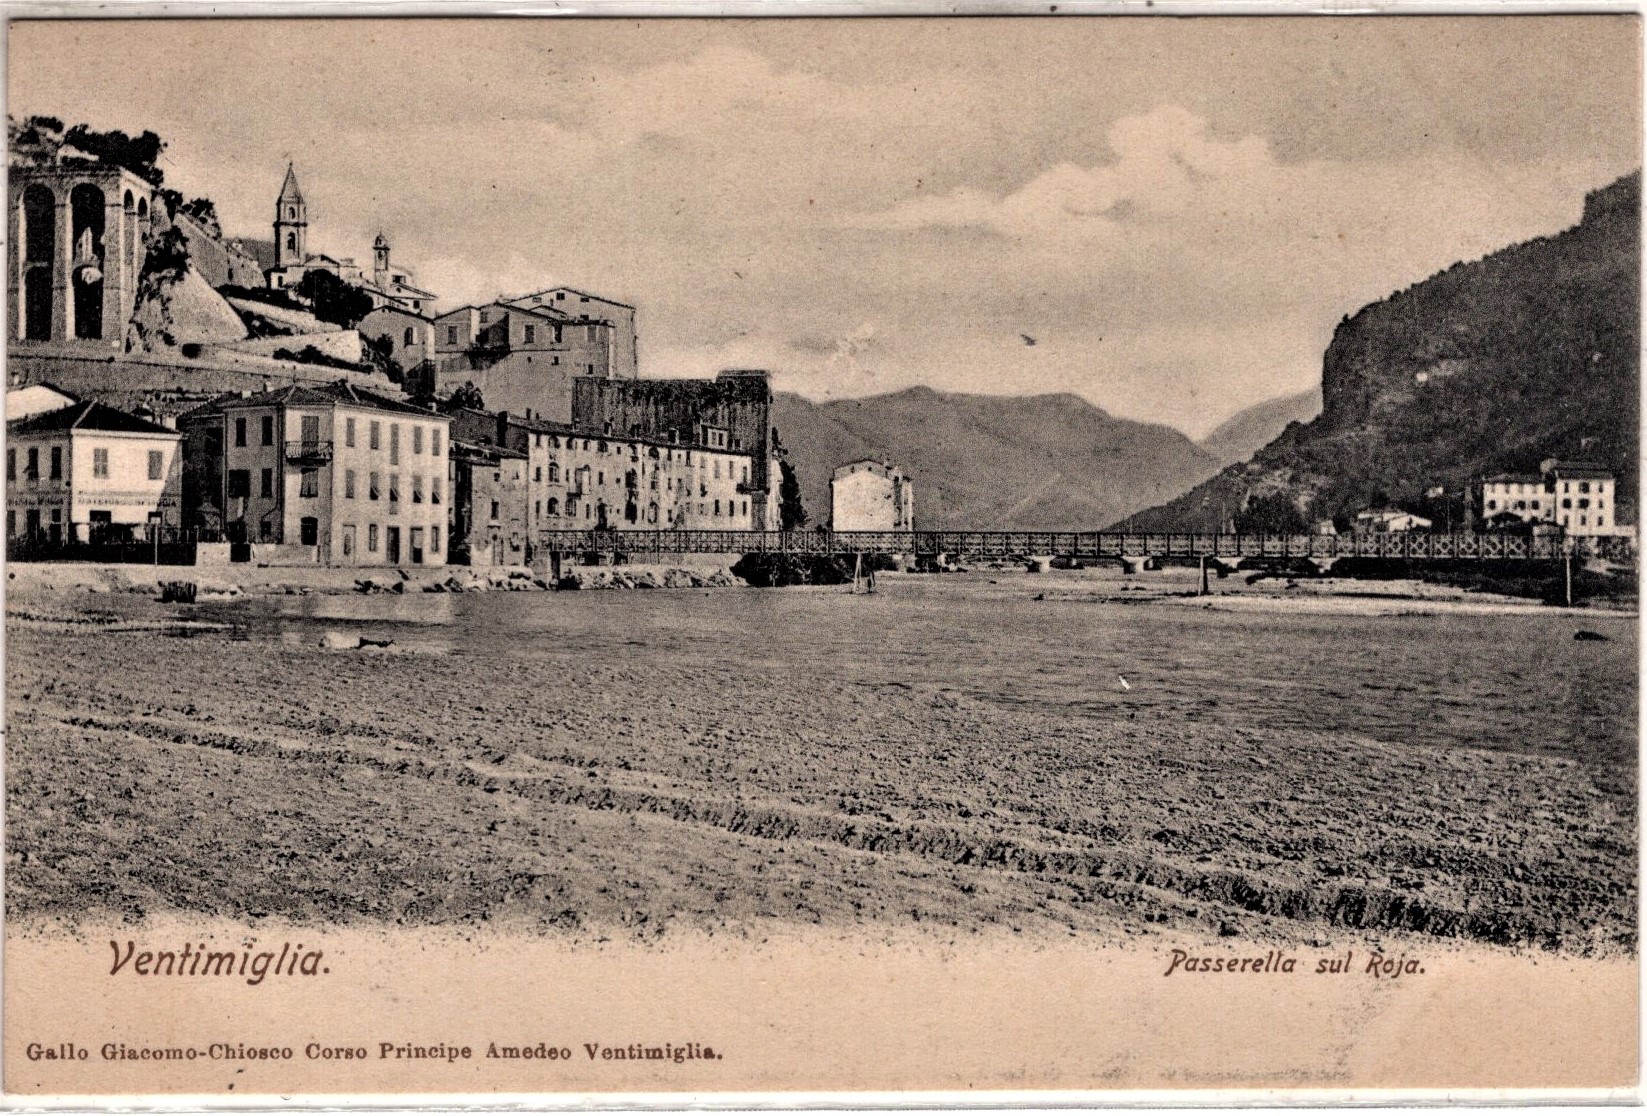 Ventimiglia.
Passerella sul Roja.
Gallo Giacomo-Chiosco Corso Principe Amedeo Ventimiglia.